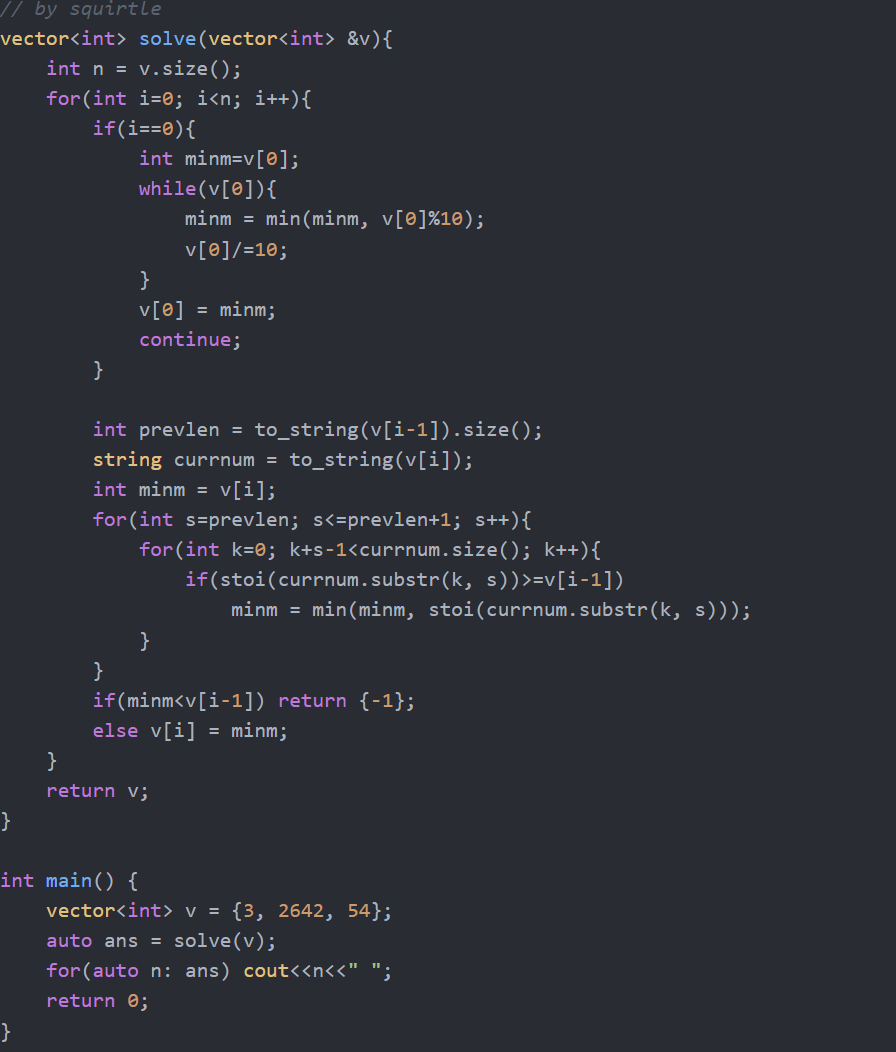 // by squirtle
vector<int> solve(vector<int> &v){
    int n = v.size();
    for(int i=0; i<n; i++){
        if(i==0){
            int minm=v[0];
            while(v[0]){
                minm = min(minm, v[0]%10);
                v[0]/=10;
            }
            v[0] = minm;
            continue;
        }

        int prevlen = to_string(v[i-1]).size();
        string currnum = to_string(v[i]);
        int minm = v[i];
        for(int s=prevlen; s<=prevlen+1; s++){
            for(int k=0; k+s-1<currnum.size(); k++){
                if(stoi(currnum.substr(k, s))>=v[i-1])
                    minm = min(minm, stoi(currnum.substr(k, s)));
            }
        }
        if(minm<v[i-1]) return {-1};
        else v[i] = minm;
    }
    return v;
}

int main() {
    vector<int> v = {3, 2642, 54};
    auto ans = solve(v);
    for(auto n: ans) cout<<n<<" ";
    return 0;
}